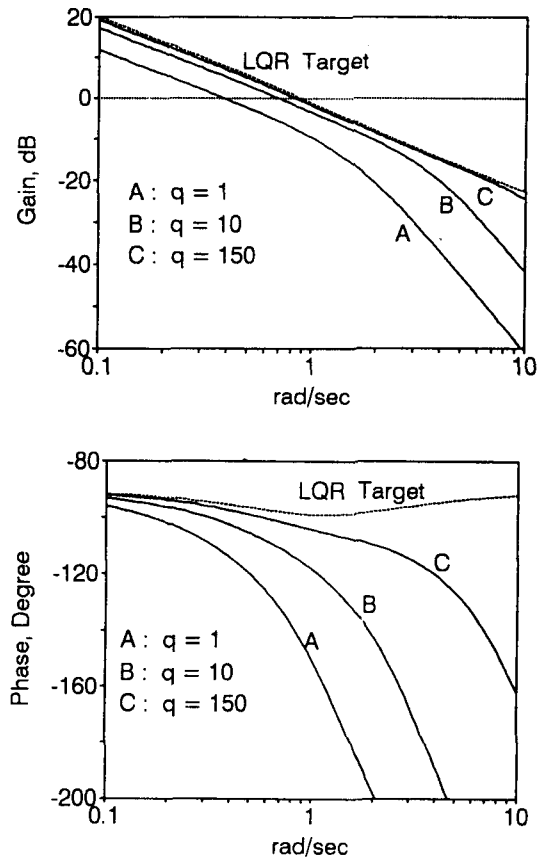 20
LQR Target
0
Gain, dB
-20
A : q = 1
B : q = 10
C : q = 150
A
B
C
-40
-60
0.1
1
10
rad/sec
-80
LQR Target
-120
Phase, Degree
A : q = 1
B : q = 10
C : q = 150
A
B
C
-160
-200
0.1
1
10
rad/sec